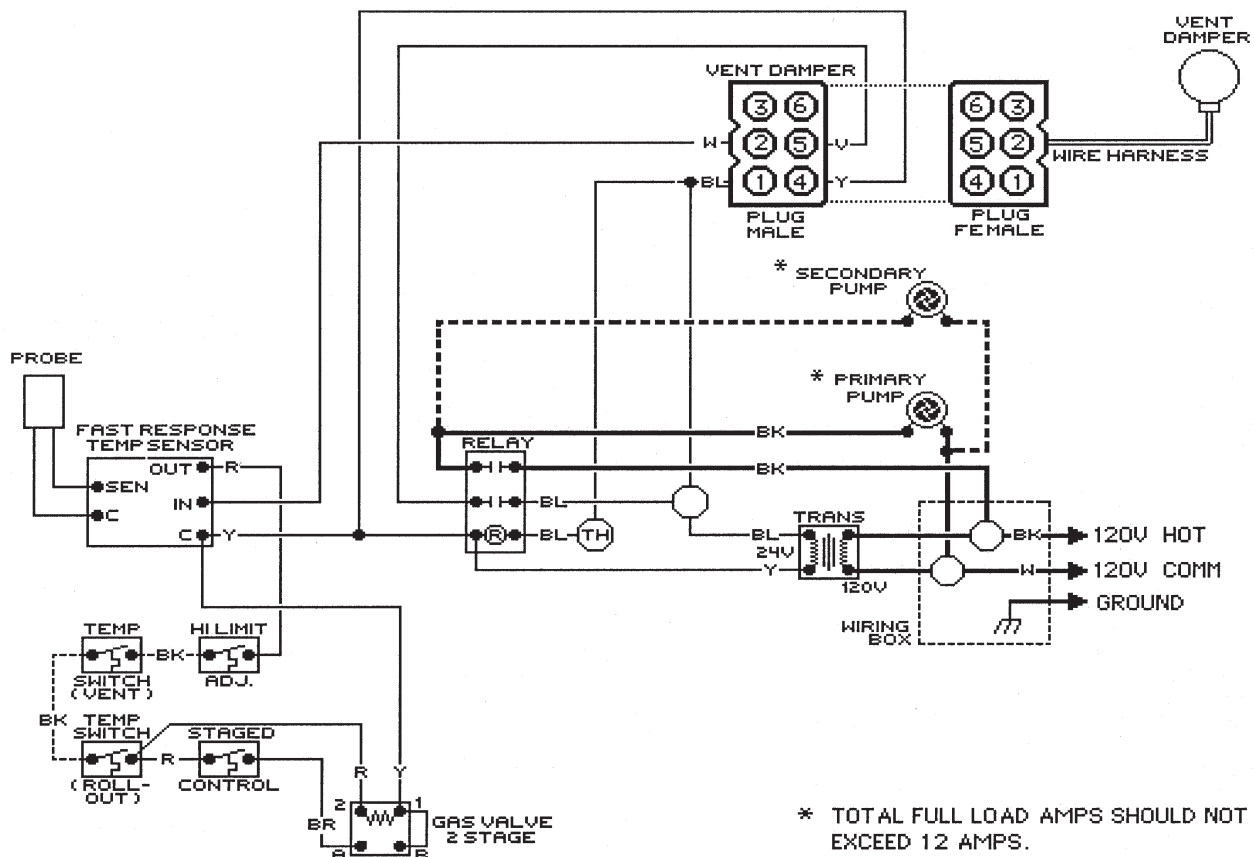 VENT
DAMPER
VENT DAMPER
3 6
2 5
1 4
W
V
BL
Y
PLUG
MALE
6 3
5 2
4 1
WIRE HARNESS
PLUG
FEMALE
* SECONDARY
PUMP
* PRIMARY
PUMP
PROBE
FAST RESPONSE
TEMP SENSOR
OUT
R
SEN
IN
C
C
Y
RELAY
BK
BK
BL
R
BL
TH
TRANS
BL
24V
Y
120V
BK
120V HOT
W
120V COMM
GROUND
WIRING
BOX
TEMP
SWITCH
(VENT)
BK
HI LIMIT
ADJ.
BK
TEMP
SWITCH
(ROLL-
OUT)
R
STAGED
CONTROL
R
Y
BR
2
1
A
B
GAS VALVE
2 STAGE
* TOTAL FULL LOAD AMPS SHOULD NOT
EXCEED 12 AMPS.